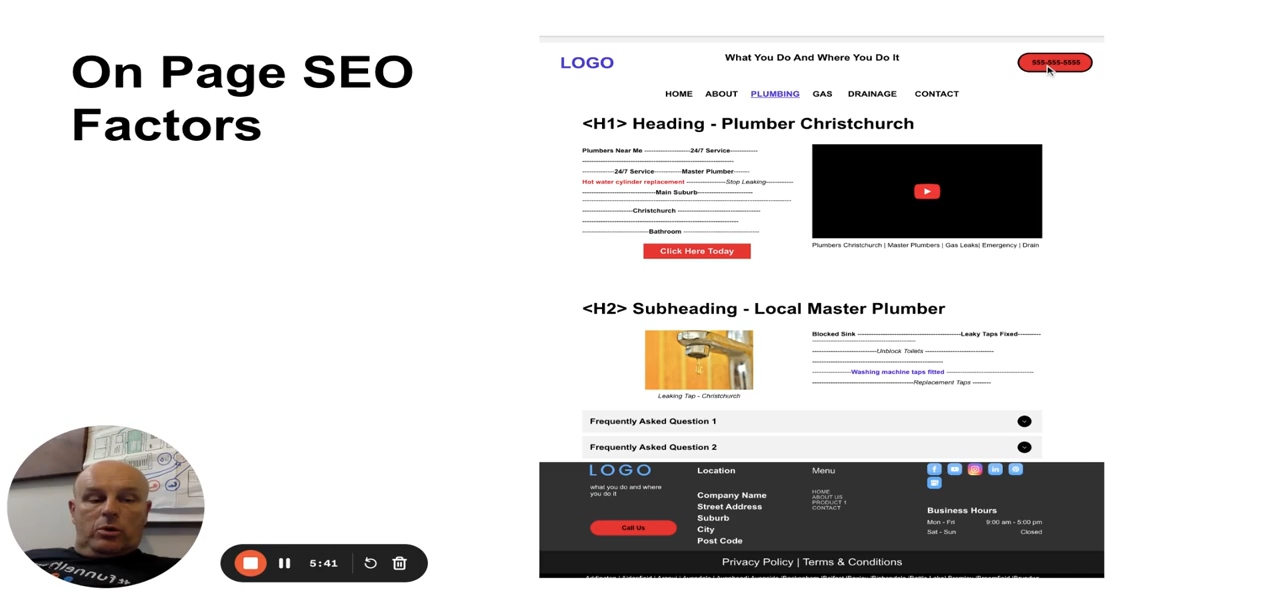 On Page SEO
Factors
LOGO
What You Do And Where You Do It
555-555-5555
HOME ABOUT PLUMBING GAS DRAINAGE CONTACT
<H1> Heading - Plumber Christchurch
Plumbers Near Me ---------------------24/7 Service------------
--------------24/7 Service------------Master Plumber-------
Hot water cylinder replacement ------------------Stop Leaking------------
---------------------------------Main Suburb-------------------------
-----------------------Christchurch -------------------------------------
------------------------------Bathroom ---------------------------------
Click Here Today
Plumbers Christchurch | Master Plumbers | Gas Leaks| Emergency | Drain
<H2> Subheading - Local Master Plumber
Blocked Sink -----------------------------------------------Leaky Taps Fixed----------
-----------------------------Unblock Toilets -------------------------------
-----------------Washing machine taps fitted ---------------------------------------
----------------------------------------------Replacement Taps --------
Leaking Tap - Christchurch
Frequently Asked Question 1
Frequently Asked Question 2
LOGO
what you do and where
you do it
Call Us
Location
Company Name
Street Address
Suburb
City
Post Code
Menu
HOME
ABOUT US
PRODUCT 1
CONTACT
Business Hours
Mon - Fri 9:00 am - 5:00 pm
Sat - Sun Closed
Privacy Policy | Terms & Conditions
5:41